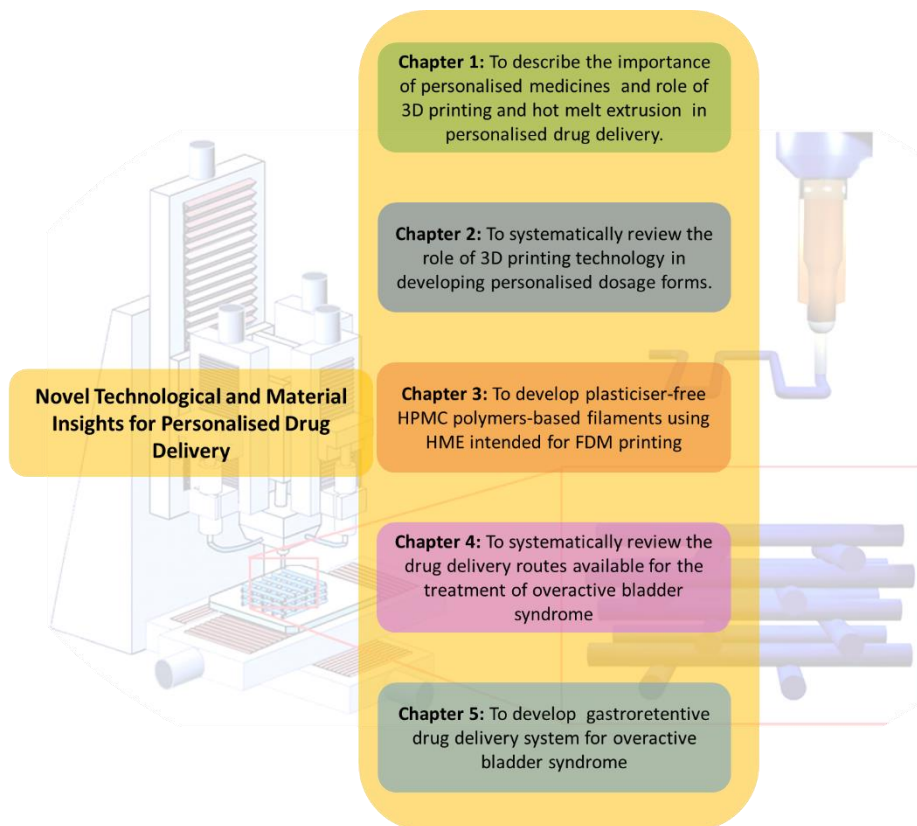 Chapter 1: To describe the importance
of personalised medicines and role of
3D printing and hot melt extrusion in
personalised drug delivery.
Chapter 2: To systematically review the
role of 3D printing technology in
developing personalised dosage forms.
Novel Technological and Material
Insights for Personalised Drug
Delivery
Chapter 3: To develop plasticiser-free
HPMC polymers-based filaments using
HME intended for FDM printing
Chapter 4: To systematically review the
drug delivery routes available for the
treatment of overactive bladder
syndrome
Chapter 5: To develop gastroretentive
drug delivery system for overactive
bladder syndrome